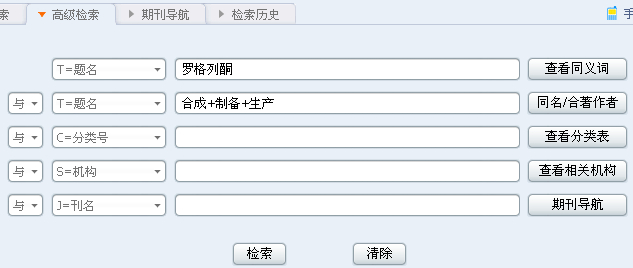 索 高级检索 期刊导航 检索历史 手
T=题名 罗格列酮 查看同义词
与 T=题名 合成+制备+生产 同名/合著作者
与 C=分类号 查看分类表
与 S=机构 查看相关机构
与 J=刊名 期刊导航
检索 清除